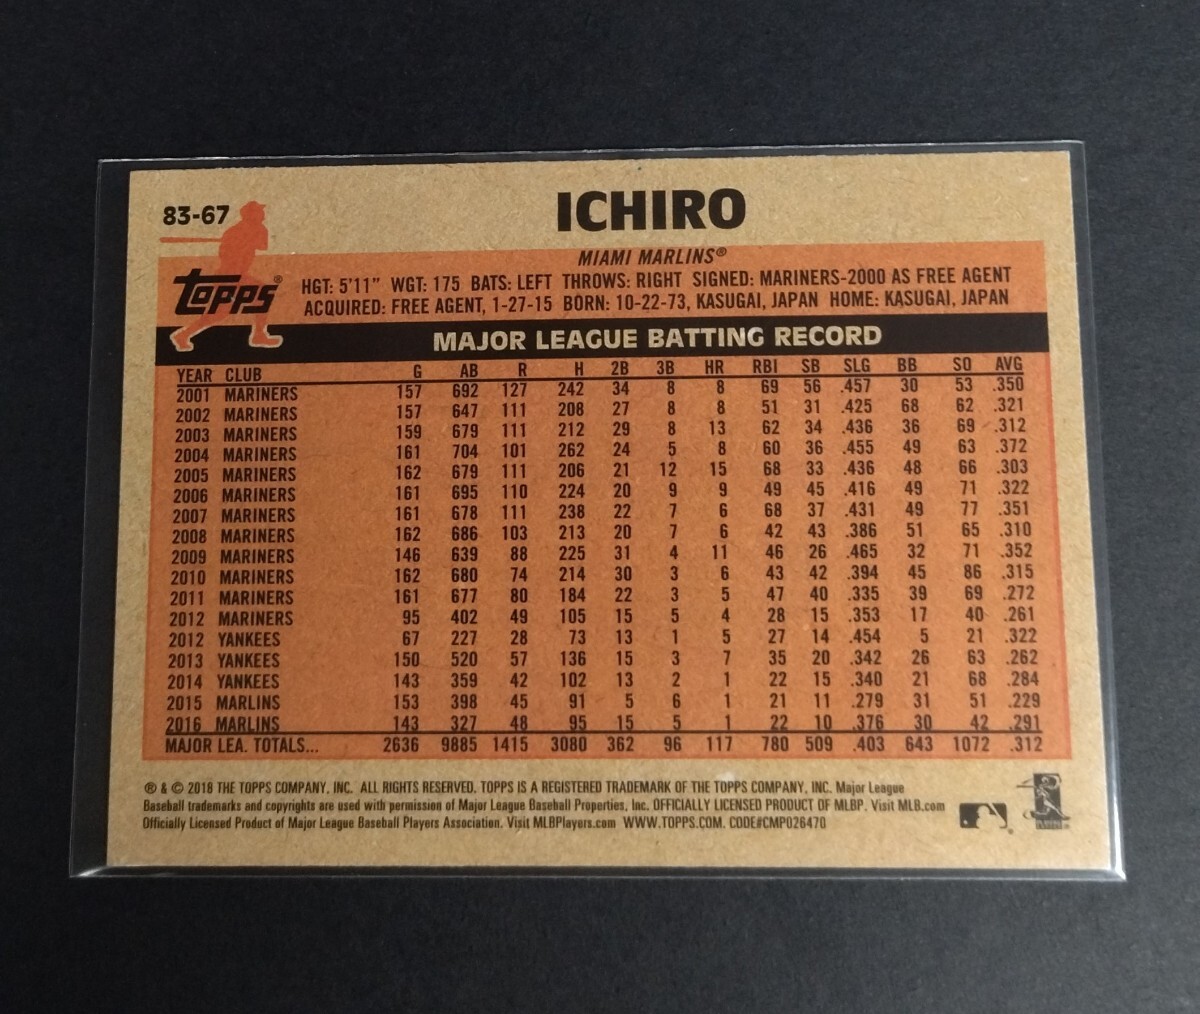 83-67
ICHIRO
MIAMI MARLINS®
topps®
HGT: 5'11" WGT: 175 BATS: LEFT THROWS: RIGHT SIGNED: MARINERS-2000 AS FREE AGENT
ACQUIRED: FREE AGENT, 1-27-15 BORN: 10-22-73, KASUGAI, JAPAN HOME: KASUGAI, JAPAN
MAJOR LEAGUE BATTING RECORD
YEAR CLUB G AB R H 2B 3B HR RBI SB SLG BB SO AVG
2001 MARINERS 157 692 127 242 34 8 8 69 56 .457 30 53 .350
2002 MARINERS 157 647 111 208 27 8 8 51 31 .425 68 62 .321
2003 MARINERS 159 679 111 212 29 8 13 62 34 .436 36 69 .312
2004 MARINERS 161 704 101 262 24 5 8 60 36 .455 49 63 .372
2005 MARINERS 162 679 111 206 21 12 15 68 33 .436 48 66 .303
2006 MARINERS 161 695 110 224 20 9 9 49 45 .416 49 71 .322
2007 MARINERS 161 678 111 238 22 7 6 68 37 .431 49 77 .351
2008 MARINERS 162 686 103 213 20 7 6 42 43 .386 51 65 .310
2009 MARINERS 146 639 88 225 31 4 11 46 26 .465 32 71 .352
2010 MARINERS 162 680 74 214 30 3 6 43 42 .394 45 86 .315
2011 MARINERS 161 677 80 184 22 3 5 47 40 .335 39 69 .272
2012 MARINERS 95 402 49 105 15 5 4 28 15 .353 17 40 .261
2012 YANKEES 67 227 28 73 13 1 5 27 14 .454 5 21 .322
2013 YANKEES 150 520 57 136 15 3 7 35 20 .342 26 63 .262
2014 YANKEES 143 359 42 102 13 2 1 22 15 .340 21 68 .284
2015 MARLINS 153 398 45 91 5 6 1 21 11 .279 31 51 .229
2016 MARLINS 143 327 48 95 15 5 1 22 10 .376 30 42 .291
MAJOR LEA. TOTALS... 2636 9885 1415 3080 362 96 117 780 509 .403 643 1072 .312
® & © 2018 THE TOPPS COMPANY, INC. ALL RIGHTS RESERVED. TOPPS IS A REGISTERED TRADEMARK OF THE TOPPS COMPANY, INC. Major League
Baseball trademarks and copyrights are used with permission of Major League Baseball Properties, Inc. OFFICIALLY LICENSED PRODUCT OF MLBP. Visit MLB.com
Officially Licensed Product of Major League Baseball Players Association. Visit MLBPlayers.com WWW.TOPPS.COM. CODE#CMP026470